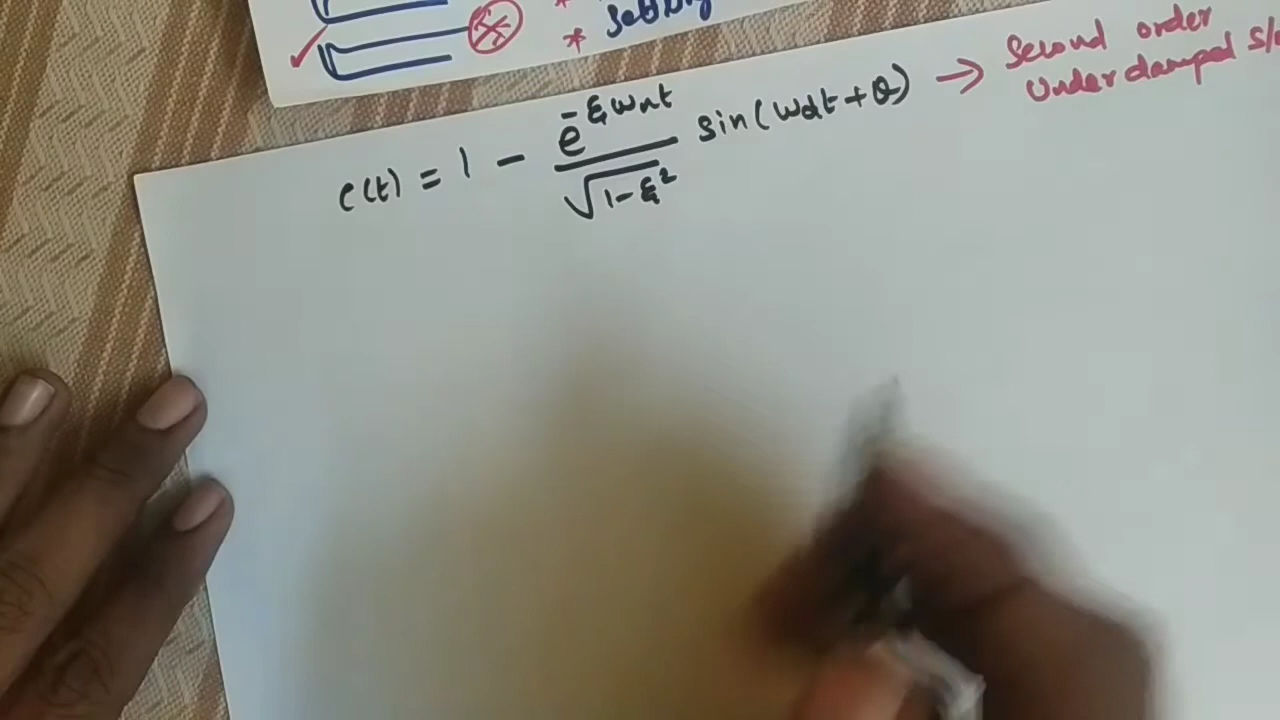 * Settling
c(t) = 1 - e^{-ξωnt} / √(1-ξ²) sin(ωdt+θ) → Second order
Under damped S/